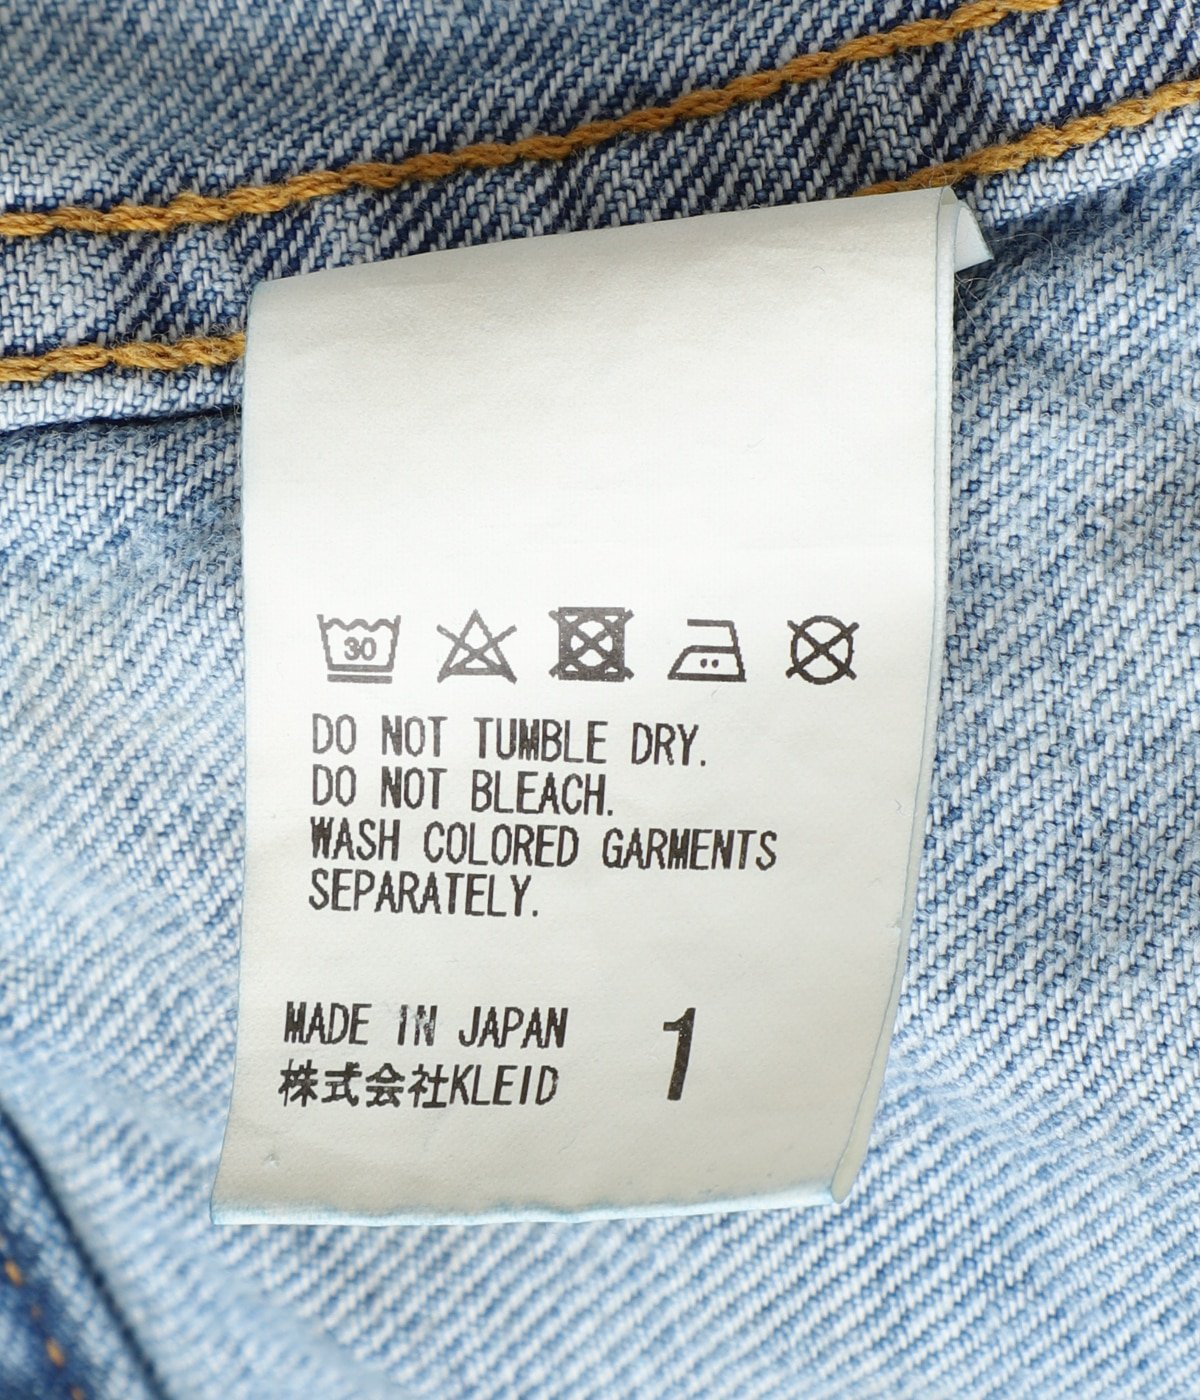 30
DO NOT TUMBLE DRY.
DO NOT BLEACH.
WASH COLORED GARMENTS
SEPARATELY.
MADE IN JAPAN
株式会社KLEID
1